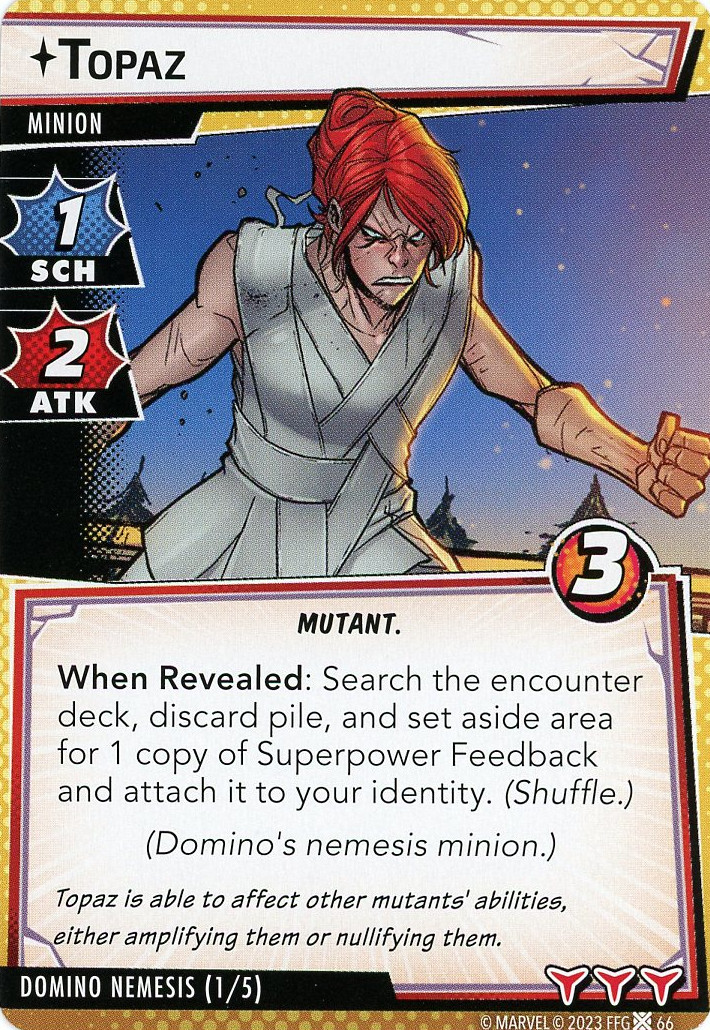 Topaz
MINION
1
SCH
2
ATK
3
MUTANT.
When Revealed: Search the encounter
deck, discard pile, and set aside area
for 1 copy of Superpower Feedback
and attach it to your identity. (Shuffle.)
(Domino's nemesis minion.)
Topaz is able to affect other mutants' abilities,
either amplifying them or nullifying them.
DOMINO NEMESIS (1/5)
© MARVEL © 2023 FFG 66